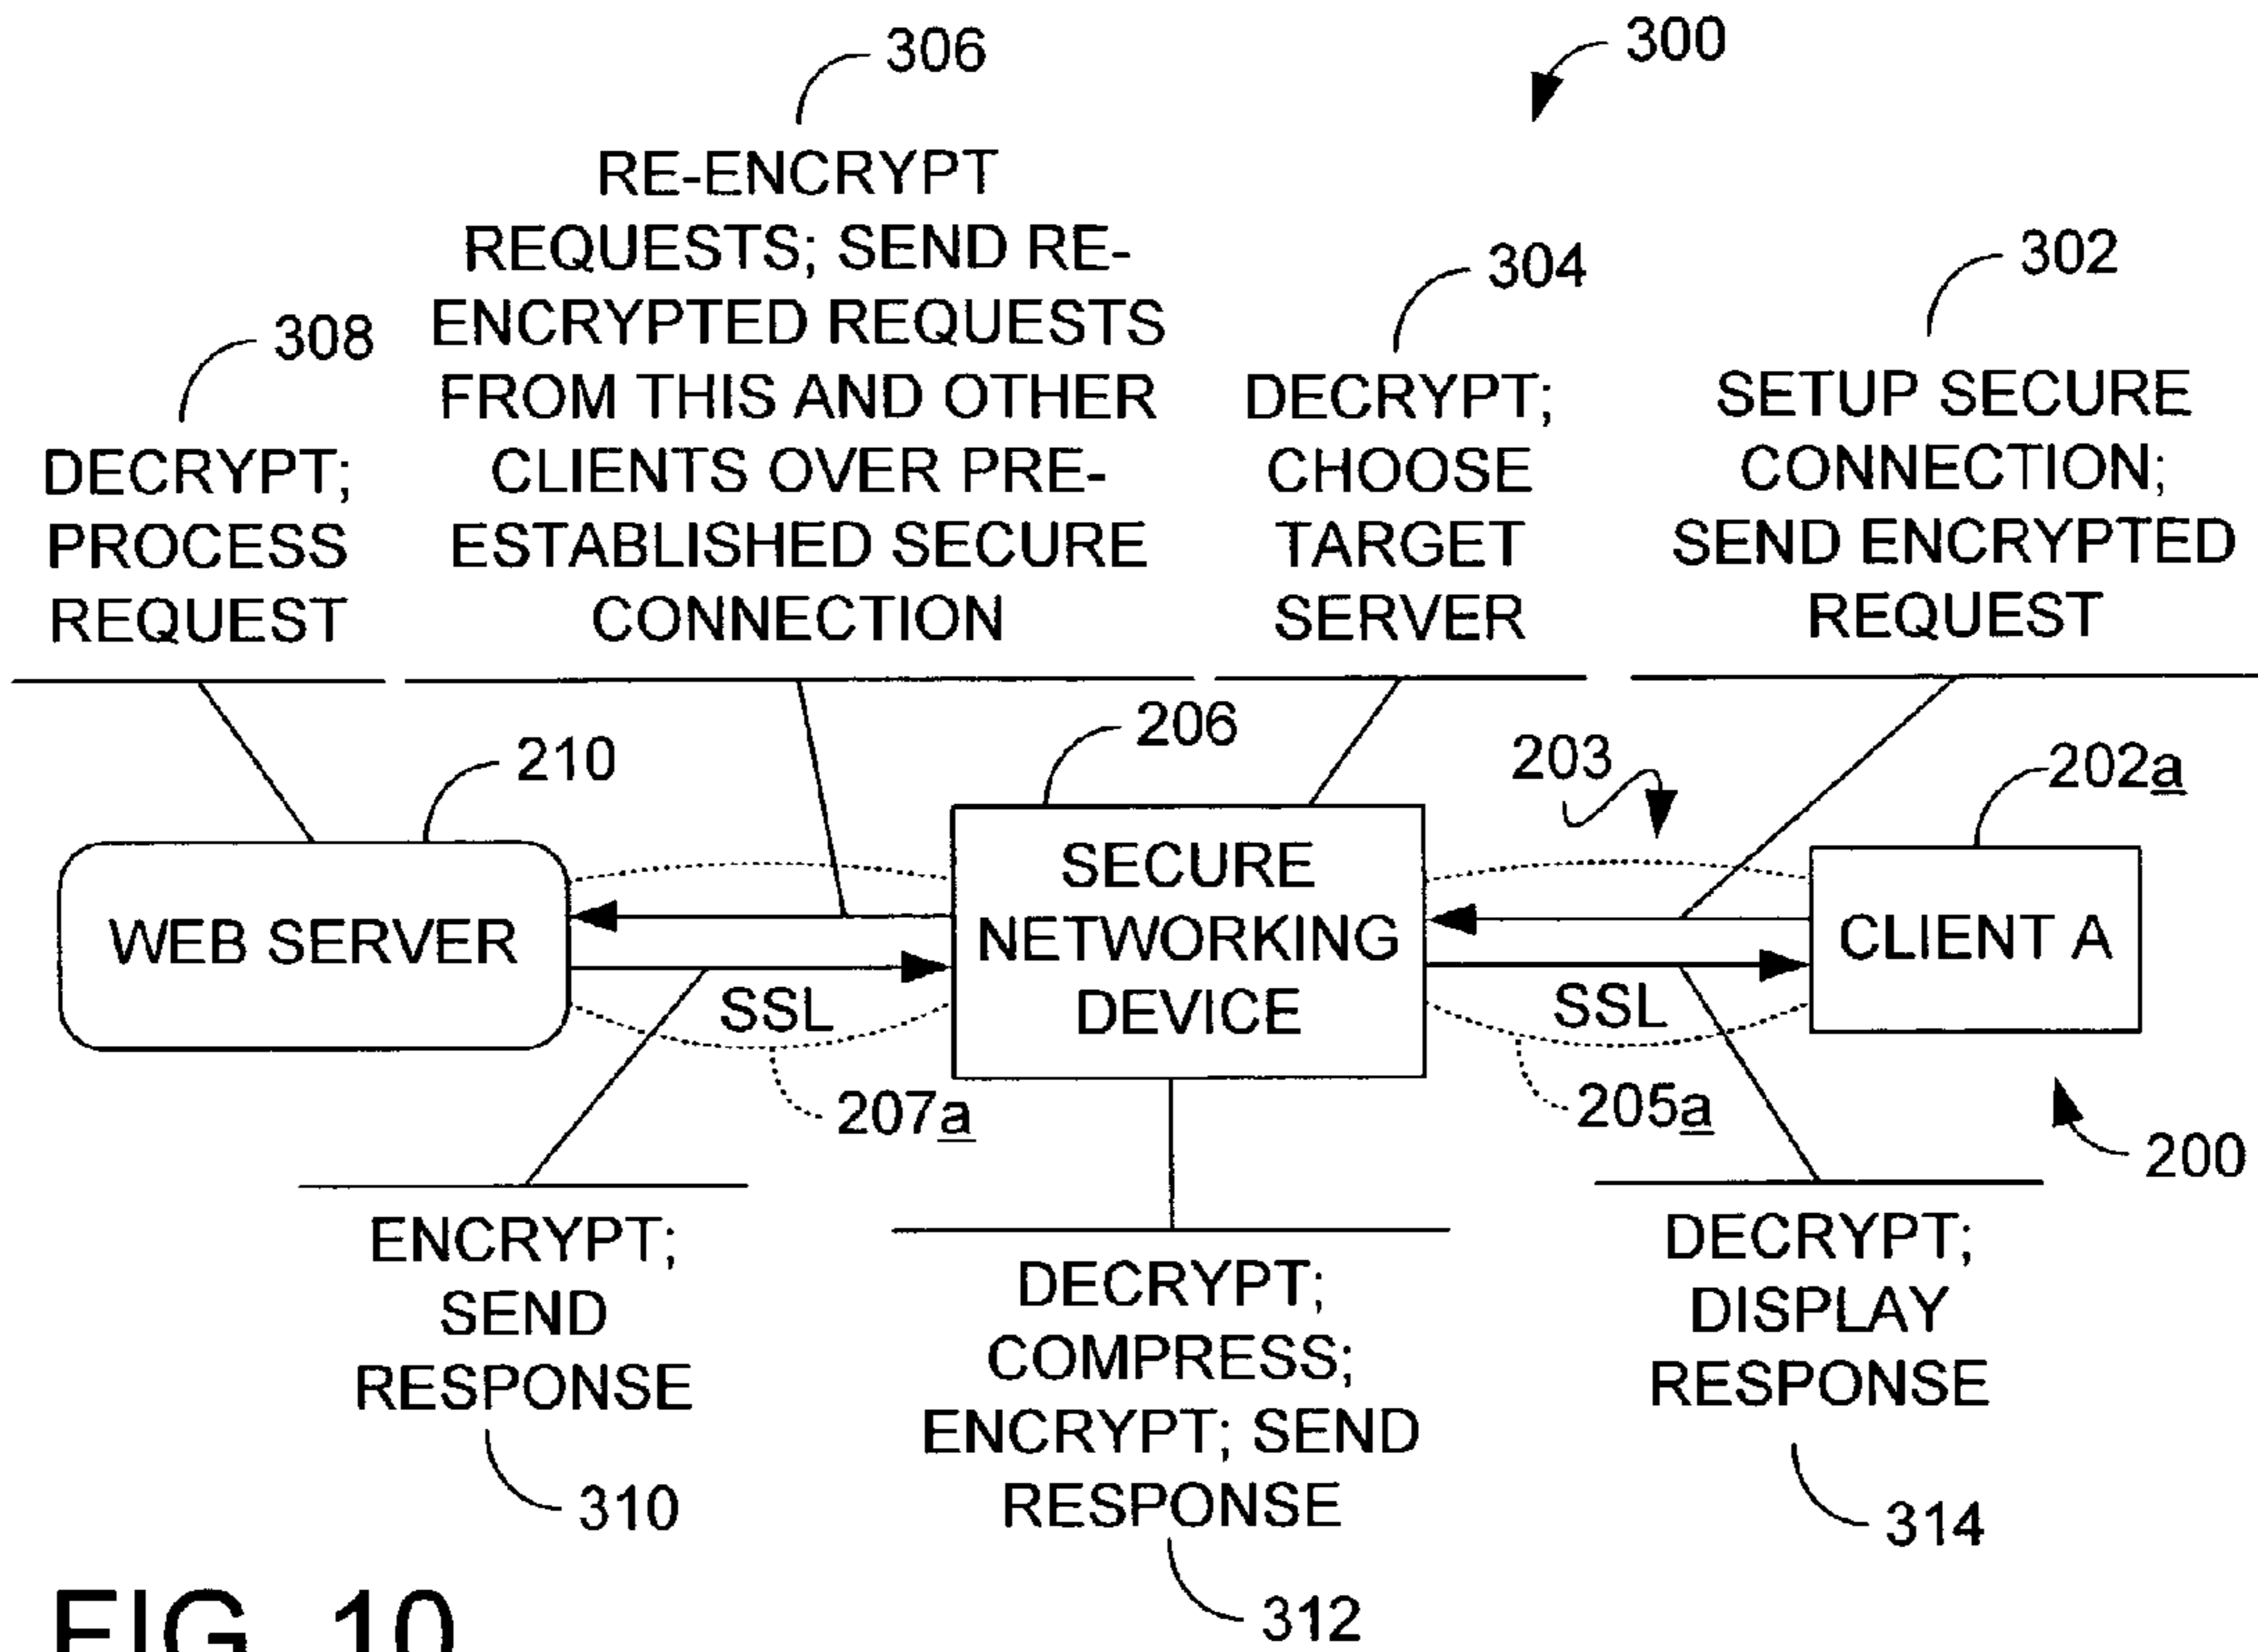 300
306
RE-ENCRYPT
REQUESTS; SEND RE-
ENCRYPTED REQUESTS
FROM THIS AND OTHER
CLIENTS OVER PRE-
ESTABLISHED SECURE
CONNECTION
308
DECRYPT;
PROCESS
REQUEST
304
DECRYPT;
CHOOSE
TARGET
SERVER
302
SETUP SECURE
CONNECTION;
SEND ENCRYPTED
REQUEST
210
206
203
202a
WEB SERVER
SECURE
NETWORKING
DEVICE
CLIENT A
SSL
SSL
207a
205a
200
ENCRYPT;
SEND
RESPONSE
310
DECRYPT;
COMPRESS;
ENCRYPT; SEND
RESPONSE
312
DECRYPT;
DISPLAY
RESPONSE
314
FIG. 10